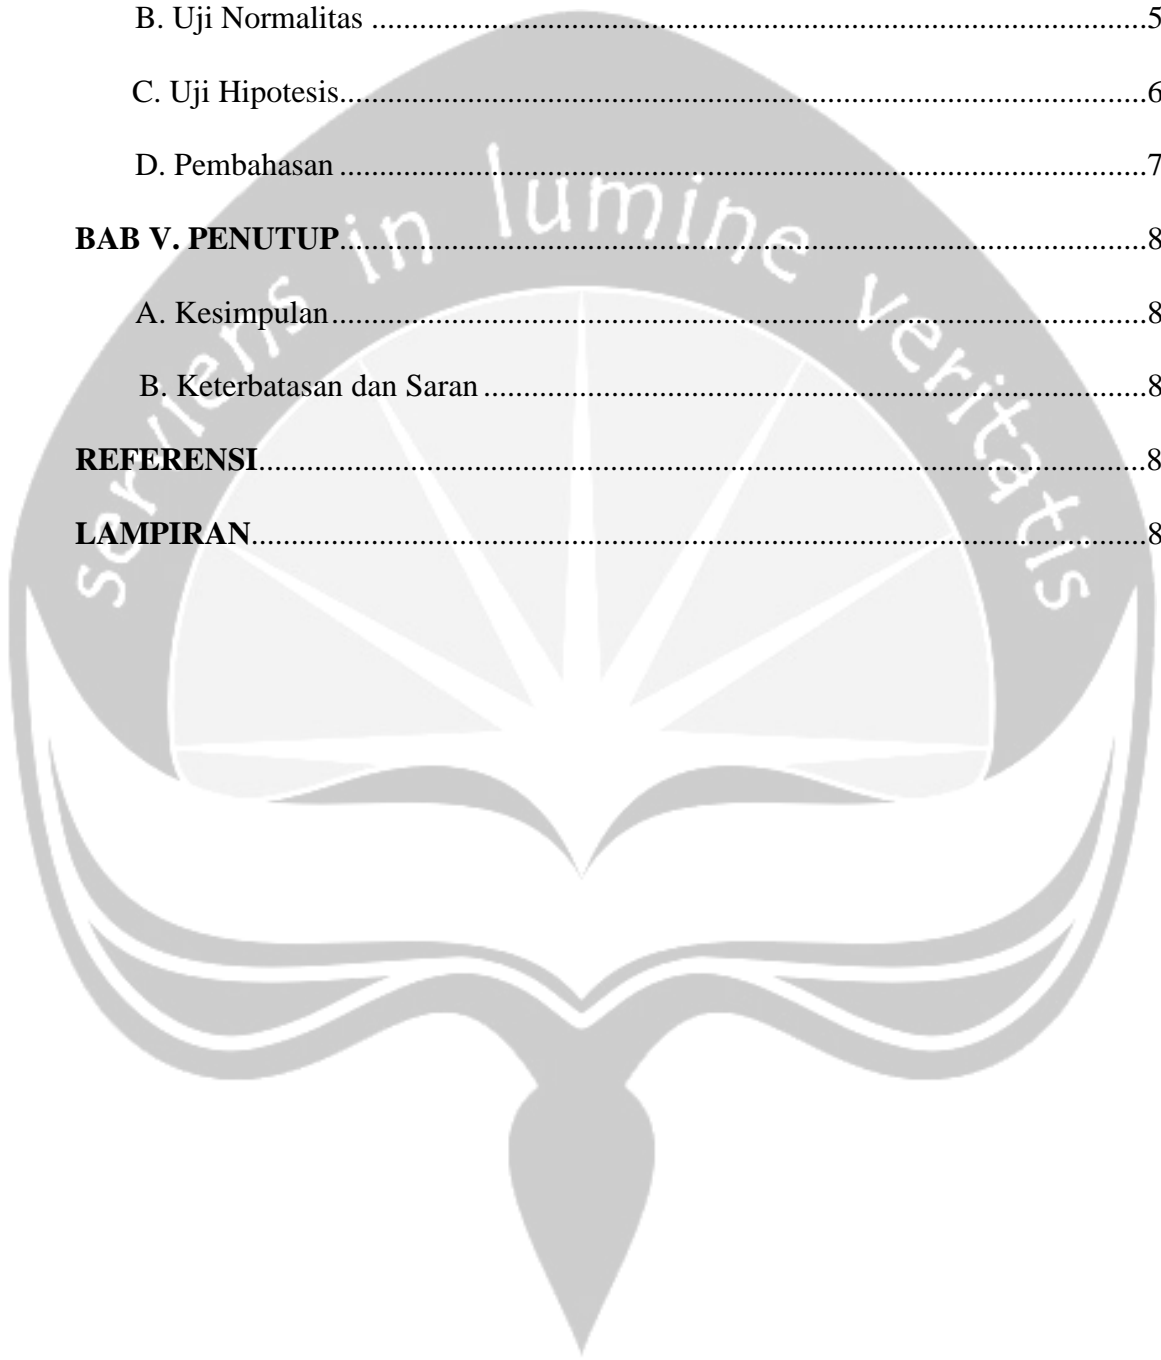 B. Uji Normalitas ....................................................................................................5
C. Uji Hipotesis.......................................................................................................6
D. Pembahasan ........................................................................................................7
BAB V. PENUTUP........................................................................................................8
A. Kesimpulan.........................................................................................................8
B. Keterbatasan dan Saran ......................................................................................8
REFERENSI..................................................................................................................8
LAMPIRAN...................................................................................................................8
serviens in lumine veritatis